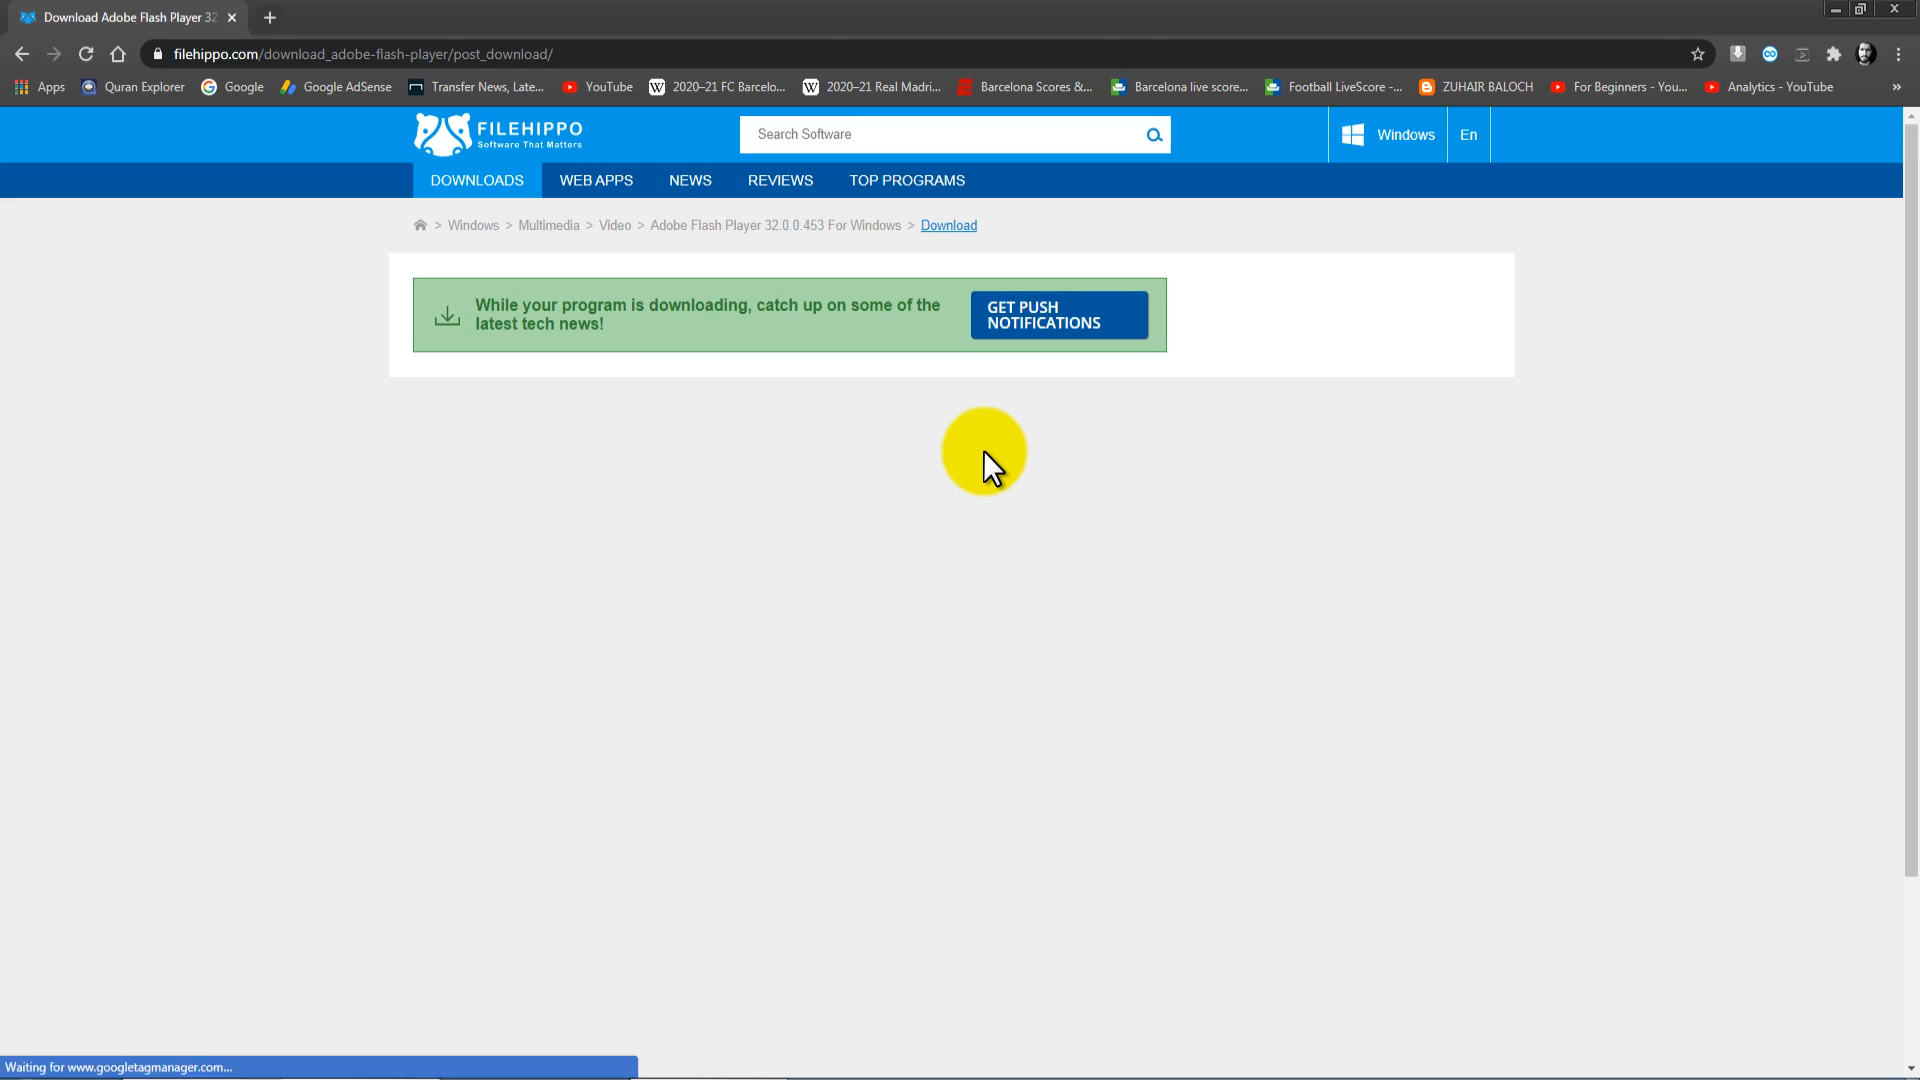 Download Adobe Flash Player 32
filehippo.com/download_adobe-flash-player/post_download/
Apps
Quran Explorer
Google
Google AdSense
Transfer News, Late...
YouTube
2020–21 FC Barcelo...
2020–21 Real Madri...
Barcelona Scores &...
Barcelona live score...
Football LiveScore -...
ZUHAIR BALOCH
For Beginners - You...
Analytics - YouTube
»
FILEHIPPO
Software That Matters
Search Software
Windows
En
DOWNLOADS
WEB APPS
NEWS
REVIEWS
TOP PROGRAMS
> Windows > Multimedia > Video > Adobe Flash Player 32.0.0.453 For Windows > Download
While your program is downloading, catch up on some of the
latest tech news!
GET PUSH
NOTIFICATIONS
Waiting for www.googletagmanager.com...